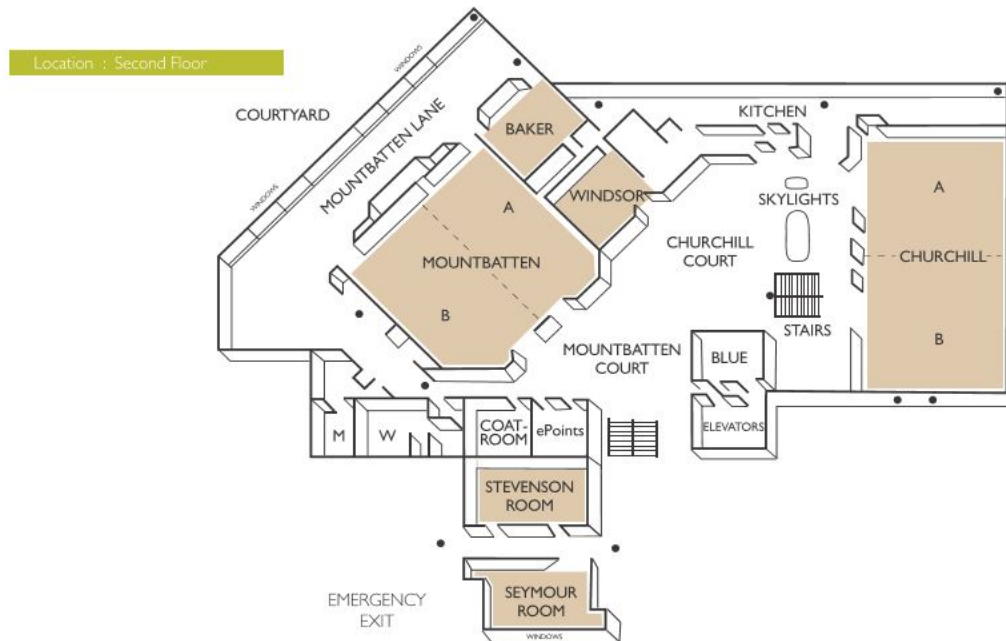 Location : Second Floor
WINDOWS
COURTYARD
KITCHEN
BAKER
MOUNTBATTEN LANE
WINDOWS
WINDSOR
A
SKYLIGHTS
A
CHURCHILL
COURT
CHURCHILL
MOUNTBATTEN
B
STAIRS
B
MOUNTBATTEN
COURT
BLUE
M
W
COAT-
ROOM
ePoints
ELEVATORS
STEVENSON
ROOM
EMERGENCY
EXIT
SEYMOUR
ROOM
WINDOWS